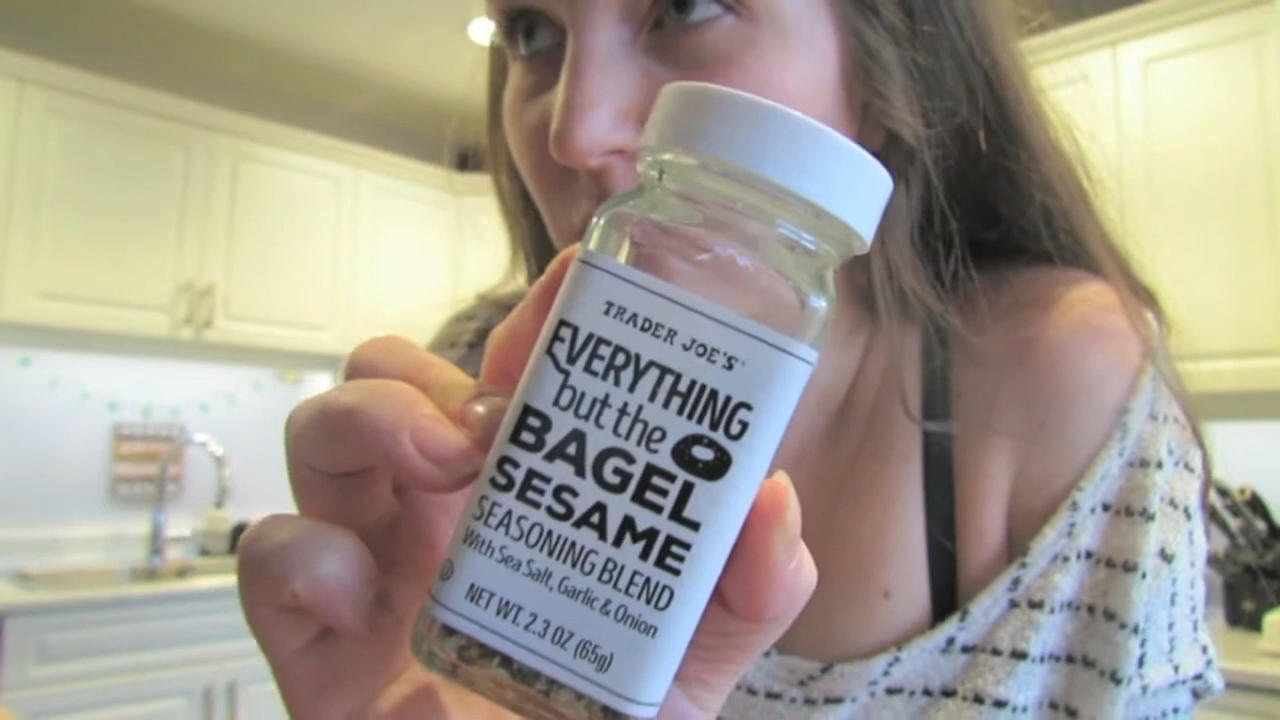 TRADER JOE'S
EVERYTHING
but the
BAGEL
SESAME
SEASONING BLEND
With Sea Salt, Garlic & Onion
NET WT. 2.3 OZ (65g)